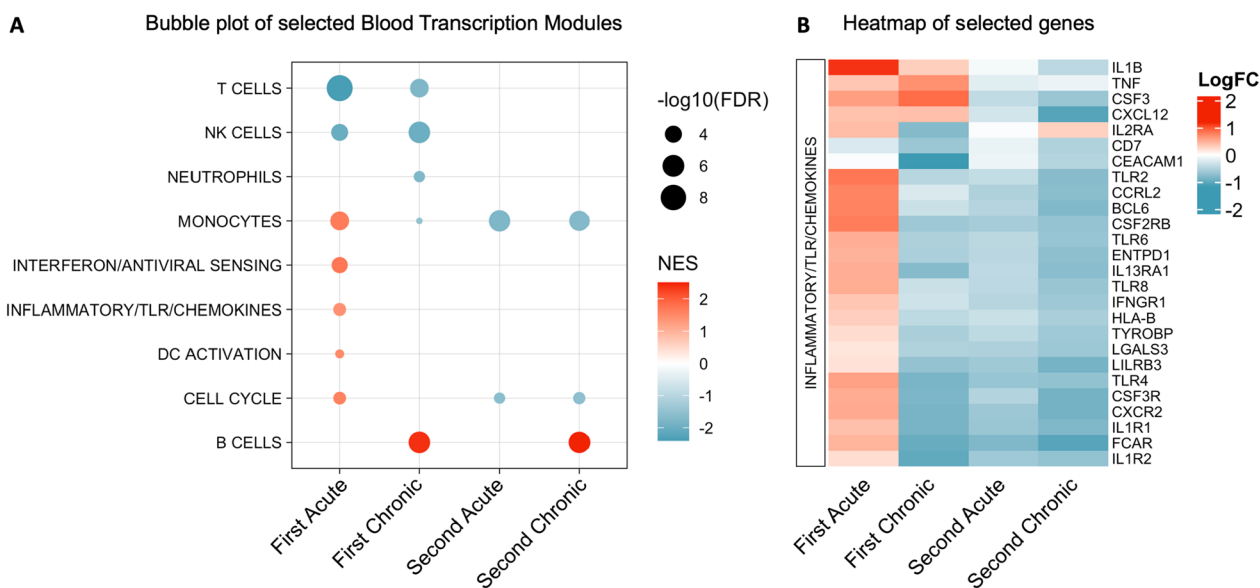 A
Bubble plot of selected Blood Transcription Modules
T CELLS
NK CELLS
NEUTROPHILS
MONOCYTES
INTERFERON/ANTIVIRAL SENSING
INFLAMMATORY/TLR/CHEMOKINES
DC ACTIVATION
CELL CYCLE
B CELLS
First Acute
First Chronic
Second Acute
Second Chronic
-log10(FDR)
4
6
8
NES
2
1
0
-1
-2
B
Heatmap of selected genes
INFLAMMATORY/TLR/CHEMOKINES
IL1B
TNF
CSF3
CXCL12
IL2RA
CD7
CEACAM1
TLR2
CCRL2
BCL6
CSF2RB
TLR6
ENTPD1
IL13RA1
TLR8
IFNGR1
HLA-B
TYROBP
LGALS3
LILRB3
TLR4
CSF3R
CXCR2
IL1R1
FCAR
IL1R2
First Acute
First Chronic
Second Acute
Second Chronic
LogFC
2
1
0
-1
-2